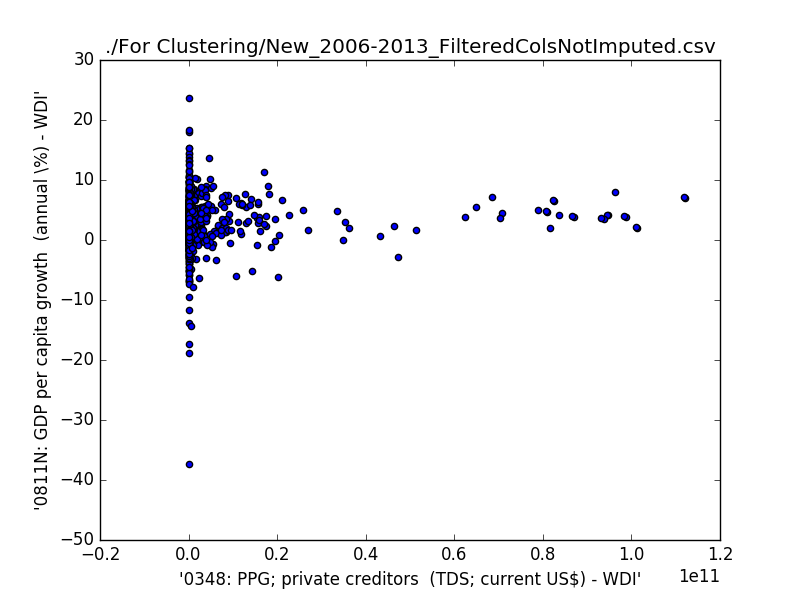 ./For Clustering/New_2006-2013_FilteredColsNotImputed.csv
30
20
10
0
−10
−20
−30
−40
−50
'0811N: GDP per capita growth  (annual \%) - WDI'
−0.2 0.0 0.2 0.4 0.6 0.8 1.0 1.2
1e11
'0348: PPG; private creditors  (TDS; current US$) - WDI'